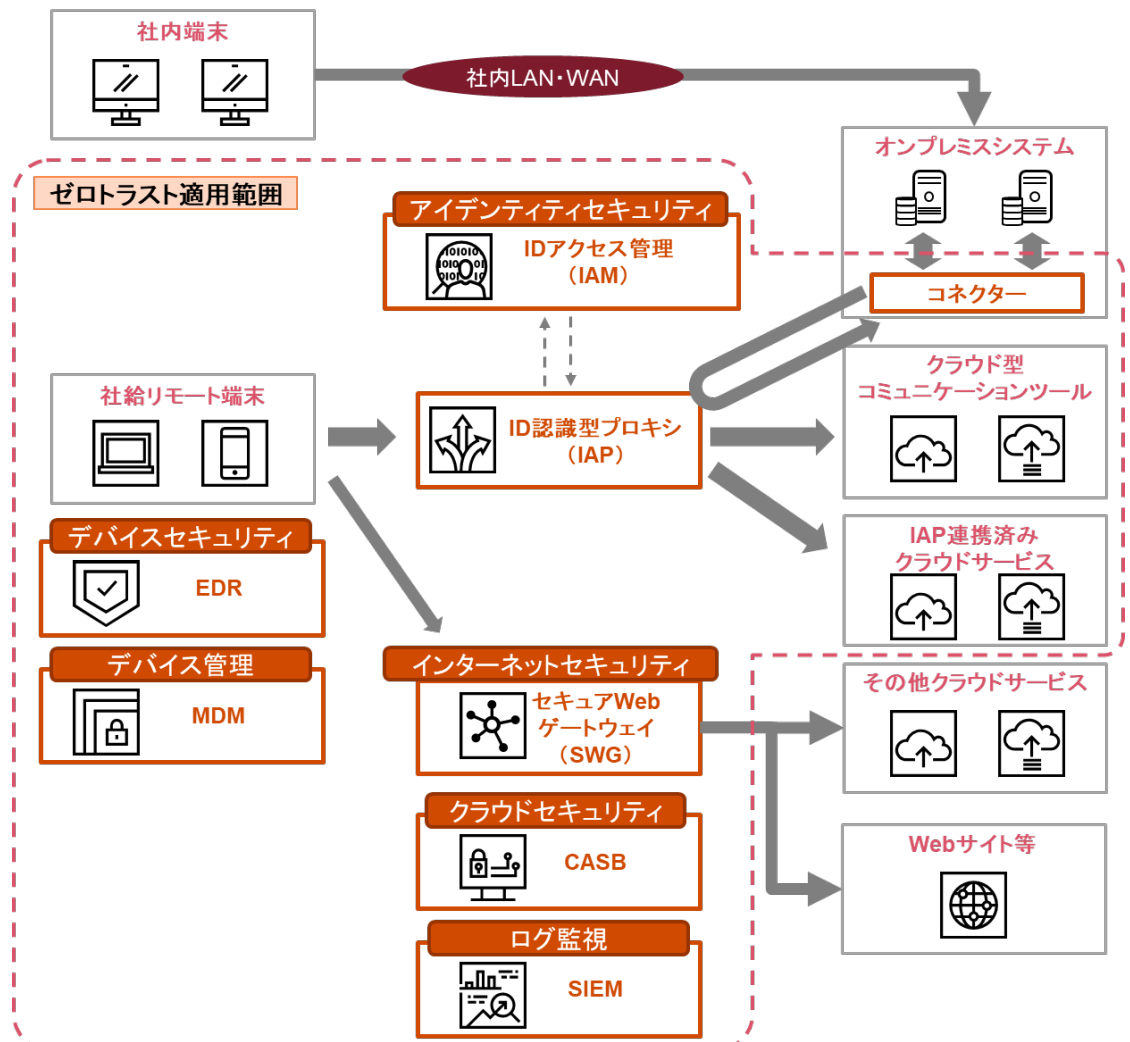 社内端末
社内LAN・WAN
オンプレミスシステム
ゼロトラスト適用範囲
アイデンティティセキュリティ
IDアクセス管理
（IAM）
コネクター
社給リモート端末
ID認識型プロキシ
（IAP）
クラウド型
コミュニケーションツール
デバイスセキュリティ
EDR
IAP連携済み
クラウドサービス
デバイス管理
MDM
インターネットセキュリティ
セキュアWeb
ゲートウェイ
（SWG）
その他クラウドサービス
クラウドセキュリティ
CASB
Webサイト等
ログ監視
SIEM